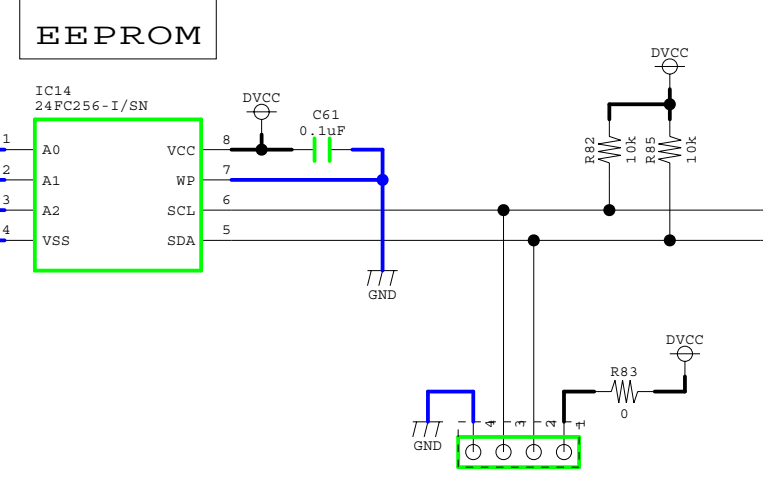 EEPROM
IC14
24FC256-I/SN
DVCC
C61
0.1uF
DVCC
R82
10k
R85
10k
1
A0
VCC
8
2
A1
WP
7
3
A2
SCL
6
4
VSS
SDA
5
GND
DVCC
R83
0
GND
4
3
2
1